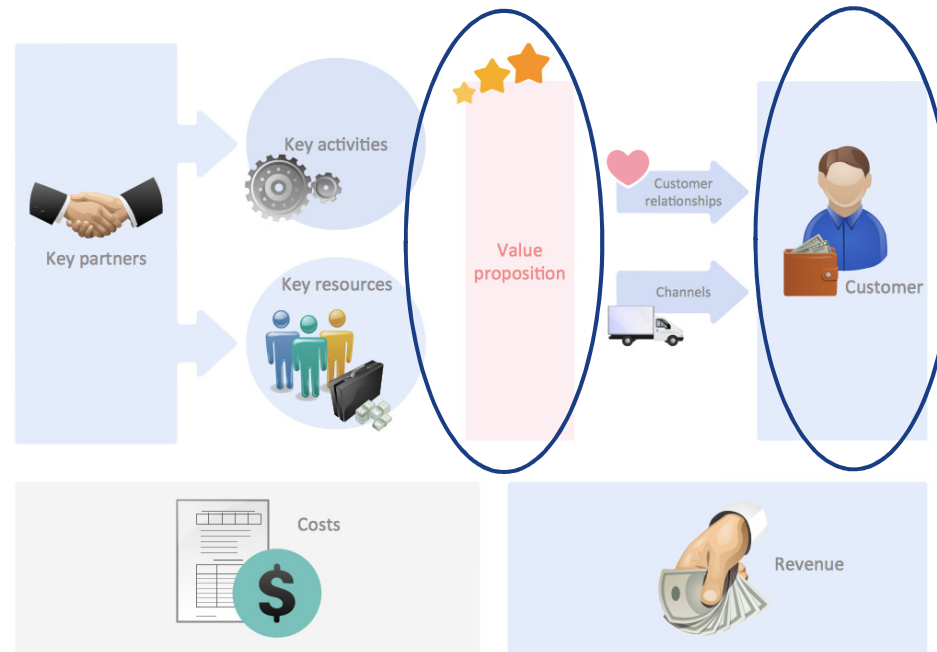 Key partners
Key activities
Key resources
Value
proposition
Customer
relationships
Channels
Customer
Costs
$
Revenue